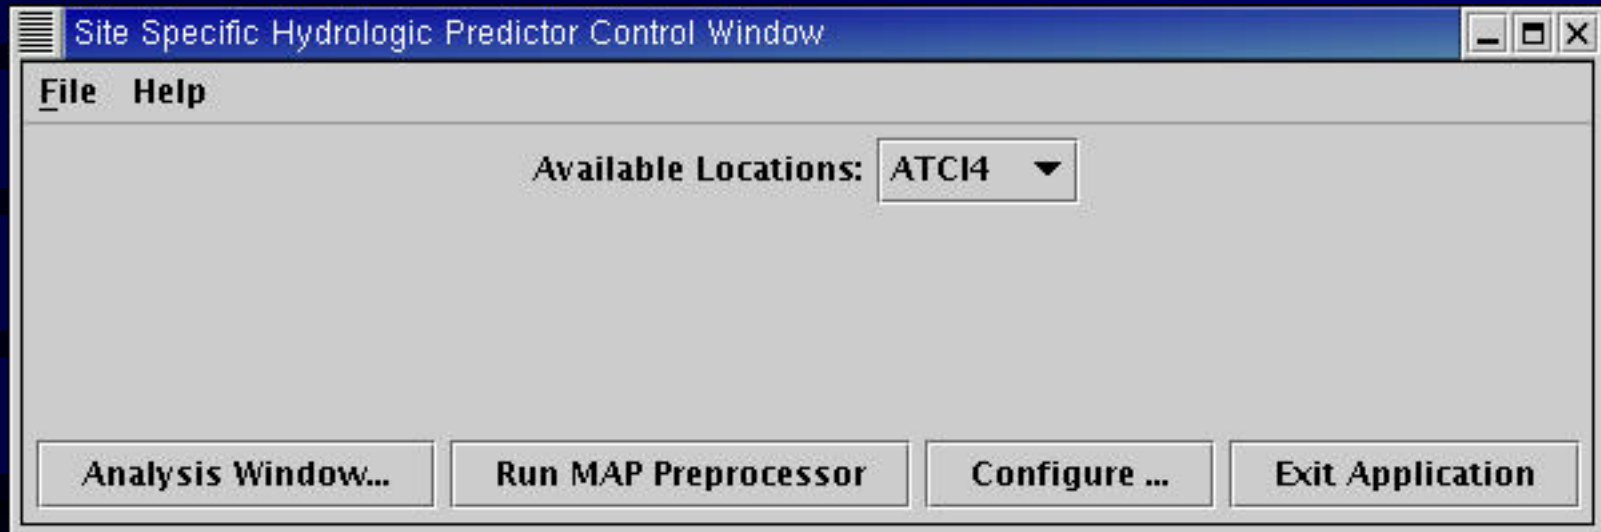 Site Specific Hydrologic Predictor Control Window
File Help
Available Locations: ATCI4
Analysis Window... Run MAP Preprocessor Configure ... Exit Application